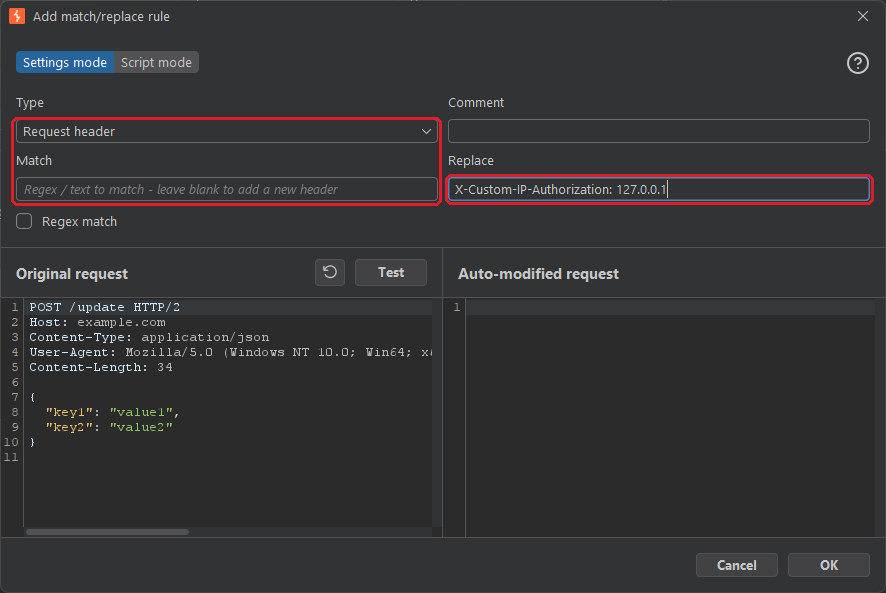 Add match/replace rule
Settings mode Script mode
Type
Request header
Match
Regex / text to match - leave blank to add a new header
Regex match
Comment
Replace
X-Custom-IP-Authorization: 127.0.0.1
Original request
Test
1 POST /update HTTP/2
2 Host: example.com
3 Content-Type: application/json
4 User-Agent: Mozilla/5.0 (Windows NT 10.0; Win64; x
5 Content-Length: 34
6
7 {
8 "key1": "value1",
9 "key2": "value2"
10 }
11
Auto-modified request
1
Cancel OK